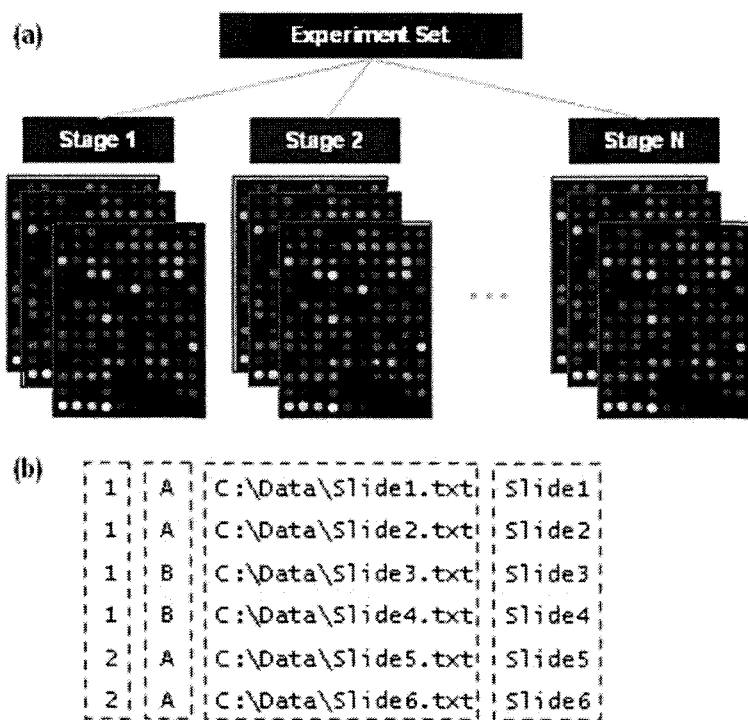 (a)
Experiment Set
Stage 1 Stage 2 Stage N
...
(b)
1 A C:\Data\Slide1.txt Slide1
1 A C:\Data\Slide2.txt Slide2
1 B C:\Data\Slide3.txt Slide3
1 B C:\Data\Slide4.txt Slide4
2 A C:\Data\Slide5.txt Slide5
2 A C:\Data\Slide6.txt Slide6